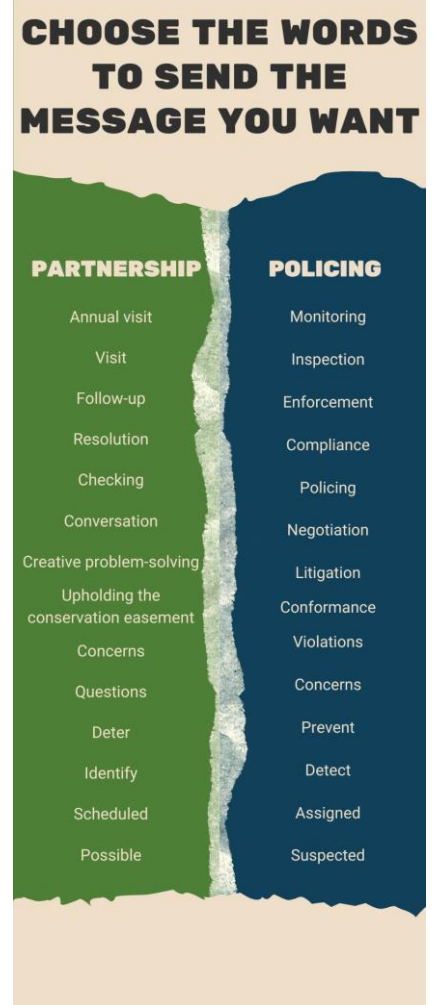 CHOOSE THE WORDS
TO SEND THE
MESSAGE YOU WANT
PARTNERSHIP
Annual visit
Visit
Follow-up
Resolution
Checking
Conversation
Creative problem-solving
Upholding the
conservation easement
Concerns
Questions
Deter
Identify
Scheduled
Possible
POLICING
Monitoring
Inspection
Enforcement
Compliance
Policing
Negotiation
Litigation
Conformance
Violations
Concerns
Prevent
Detect
Assigned
Suspected